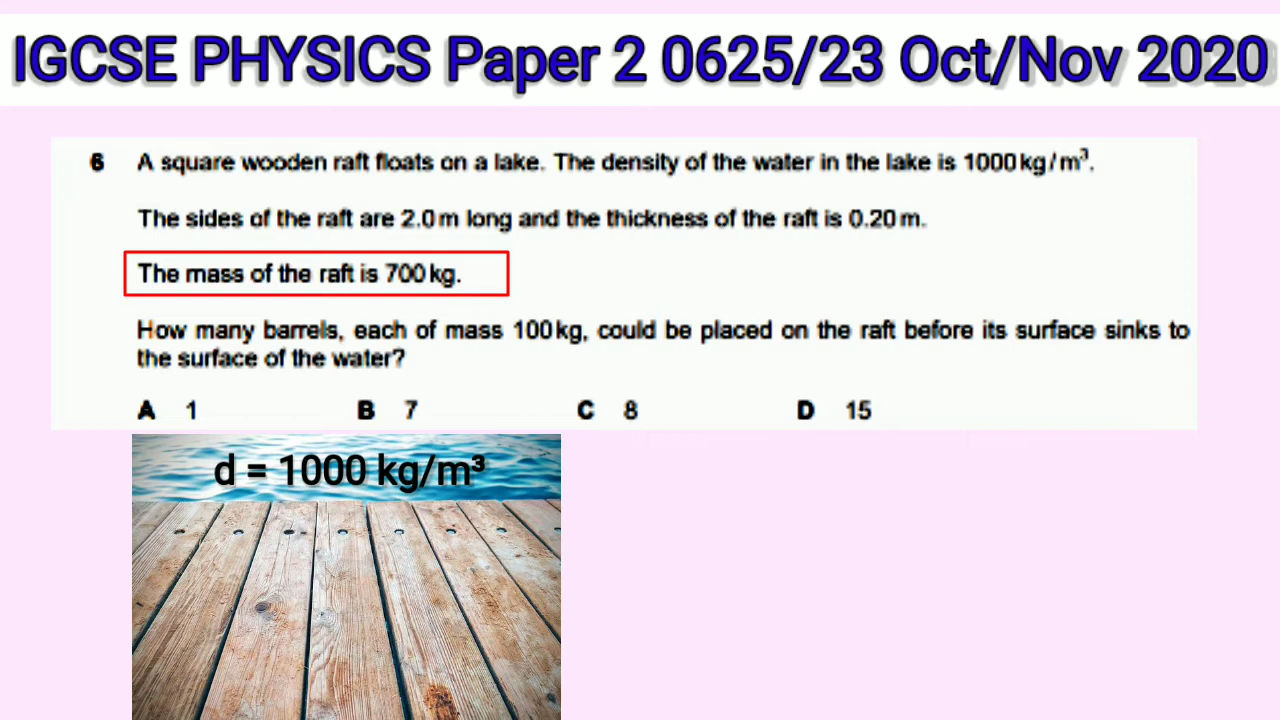 IGCSE PHYSICS Paper 2 0625/23 Oct/Nov 2020
6 A square wooden raft floats on a lake. The density of the water in the lake is 1000 kg/m³.
The sides of the raft are 2.0 m long and the thickness of the raft is 0.20 m.
The mass of the raft is 700 kg.
How many barrels, each of mass 100 kg, could be placed on the raft before its surface sinks to
the surface of the water?
A 1 B 7 C 8 D 15
d = 1000 kg/m³